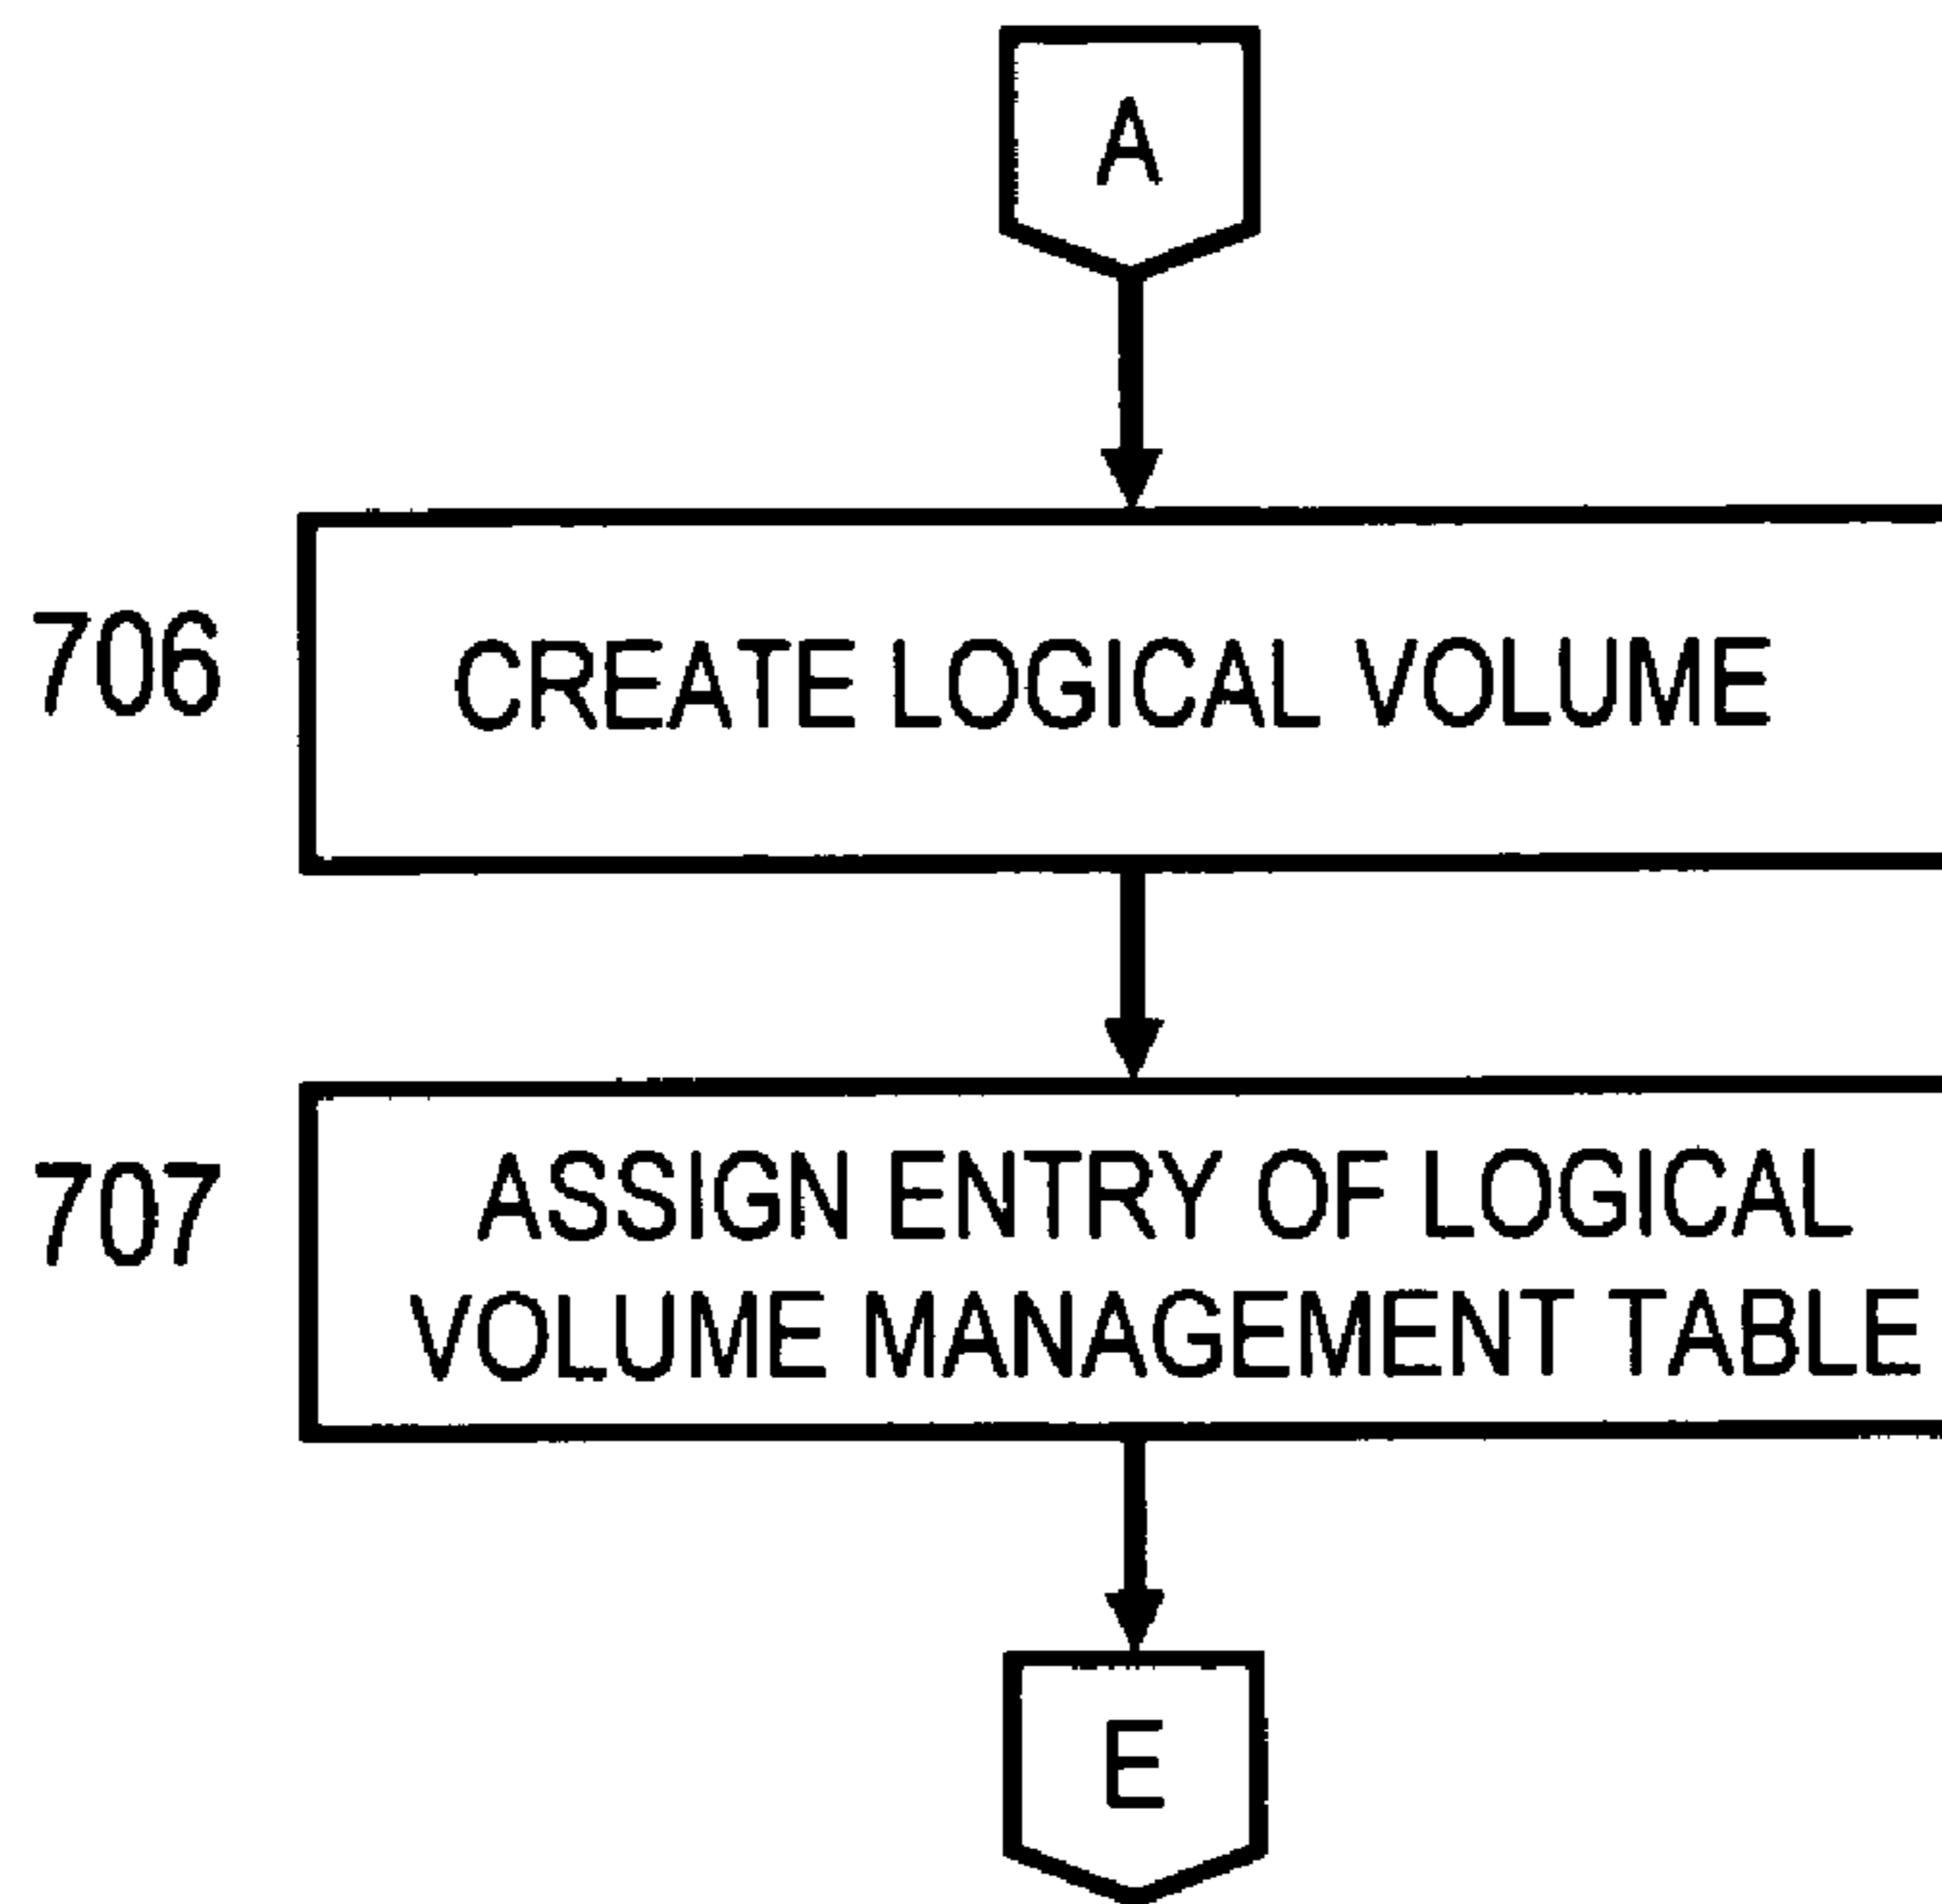 A
706
CREATE LOGICAL VOLUME
707
ASSIGN ENTRY OF LOGICAL
VOLUME MANAGEMENT TABLE
E